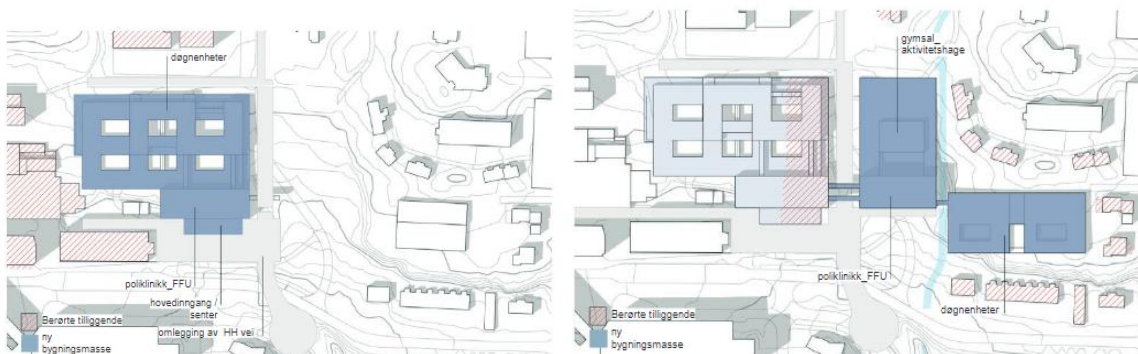 døgnenheter
poliklinikk_FFU
hovedinngang /
senter
omlegging av HH vei
Berørte tilliggende
ny
bygningsmasse
gymsal_
aktivitetshage
poliklinikk_FFU
døgnenheter
Berørte tilliggende
ny
bygningsmasse